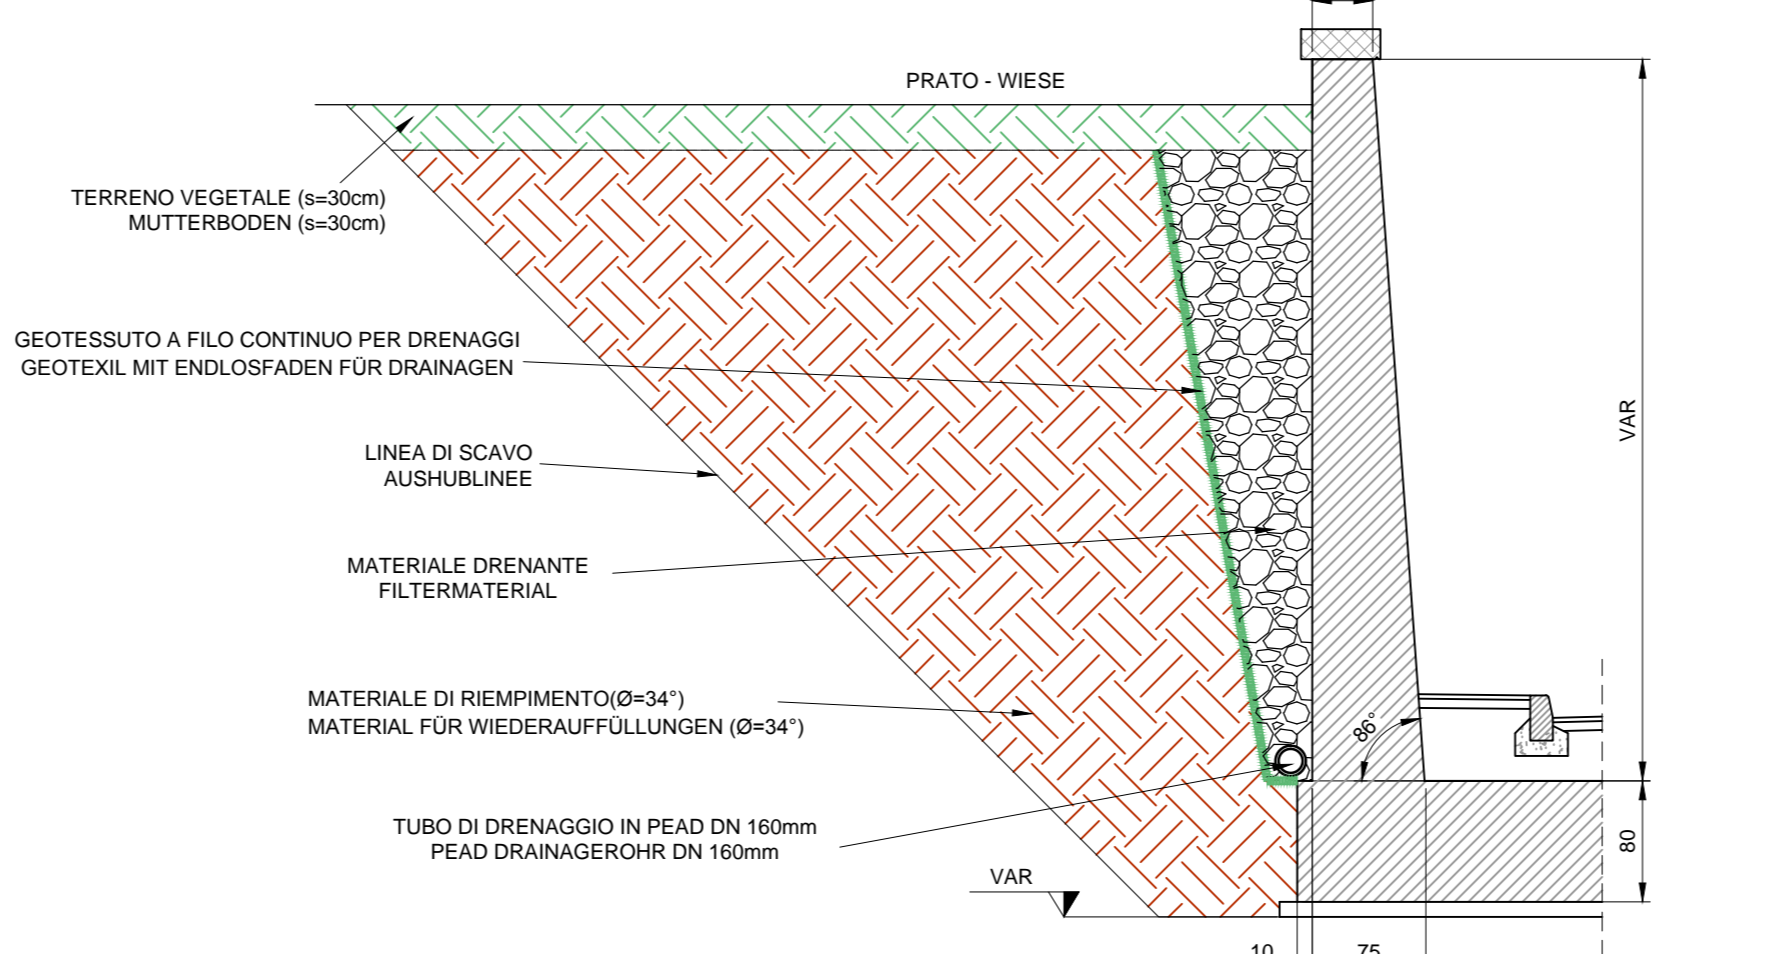 PRATO - WIESE
TERRENO VEGETALE (s=30cm)
MUTTERBODEN (s=30cm)
GEOTESSUTO A FILO CONTINUO PER DRENAGGI
GEOTEXIL MIT ENDLOSFADEN FÜR DRAINAGEN
VAR
LINEA DI SCAVO
AUSHUBLINEE
MATERIALE DRENANTE
FILTERMATERIAL
MATERIALE DI RIEMPIMENTO(Ø=34°)
MATERIAL FÜR WIEDERAUFFÜLLUNGEN (Ø=34°)
86°
TUBO DI DRENAGGIO IN PEAD DN 160mm
PEAD DRAINAGEROHR DN 160mm
80
VAR
10
75